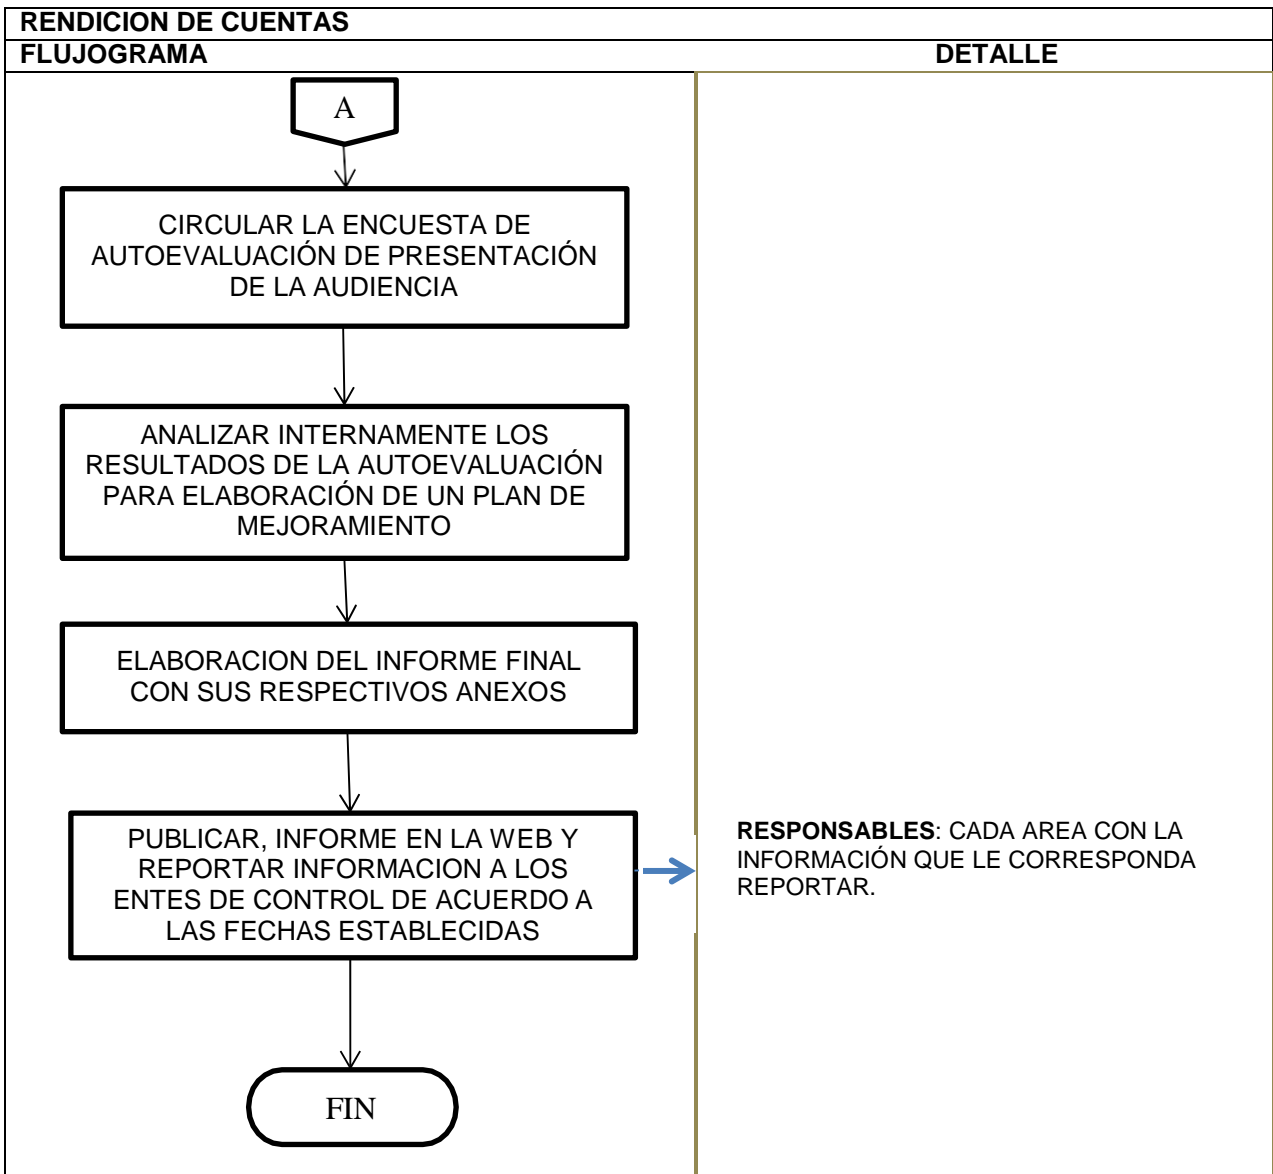 RENDICION DE CUENTAS
FLUJOGRAMA
DETALLE
A
CIRCULAR LA ENCUESTA DE
AUTOEVALUACIÓN DE PRESENTACIÓN
DE LA AUDIENCIA
ANALIZAR INTERNAMENTE LOS
RESULTADOS DE LA AUTOEVALUACIÓN
PARA ELABORACIÓN DE UN PLAN DE
MEJORAMIENTO
ELABORACION DEL INFORME FINAL
CON SUS RESPECTIVOS ANEXOS
PUBLICAR, INFORME EN LA WEB Y
REPORTAR INFORMACION A LOS
ENTES DE CONTROL DE ACUERDO A
LAS FECHAS ESTABLECIDAS
RESPONSABLES: CADA AREA CON LA
INFORMACIÓN QUE LE CORRESPONDA
REPORTAR.
FIN